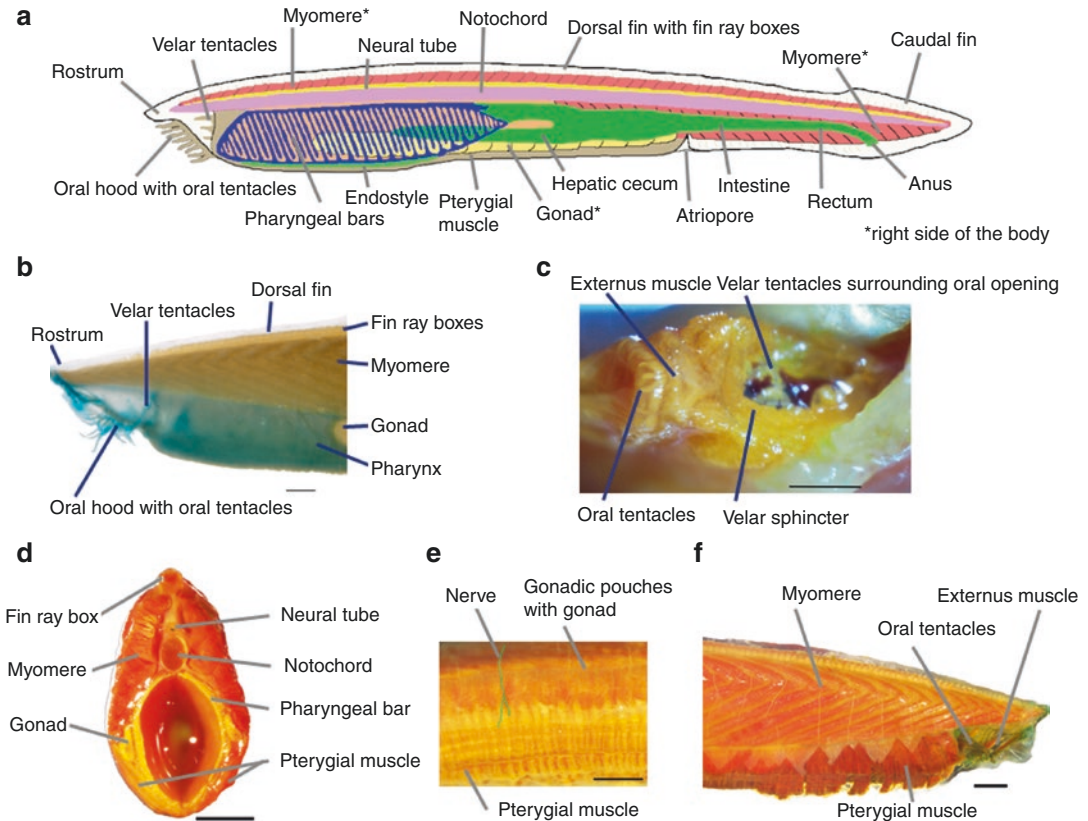 a
Myomere*
Notochord
Velar tentacles
Neural tube
Dorsal fin with fin ray boxes
Myomere*
Caudal fin
Rostrum
Oral hood with oral tentacles
Pharyngeal bars
Endostyle
Pterygial
muscle
Gonad*
Hepatic cecum
Atriopore
Intestine
Rectum
Anus
*right side of the body
b
Velar tentacles
Dorsal fin
Rostrum
Fin ray boxes
Myomere
Gonad
Pharynx
Oral hood with oral tentacles
c
Externus muscle
Velar tentacles surrounding oral opening
Oral tentacles
Velar sphincter
d
Fin ray box
Neural tube
Myomere
Notochord
Gonad
Pharyngeal bar
Pterygial muscle
e
Nerve
Gonadic pouches
with gonad
Pterygial muscle
f
Myomere
Externus muscle
Oral tentacles
Pterygial muscle